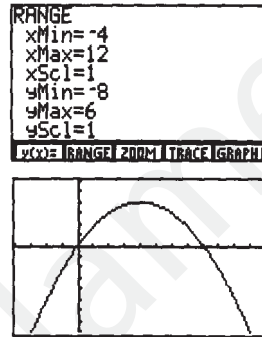 RANGE
xMin=-4
xMax=12
xScl=1
yMin=-8
yMax=6
yScl=1
y(x)= RANGE ZOOM TRACE GRAPH